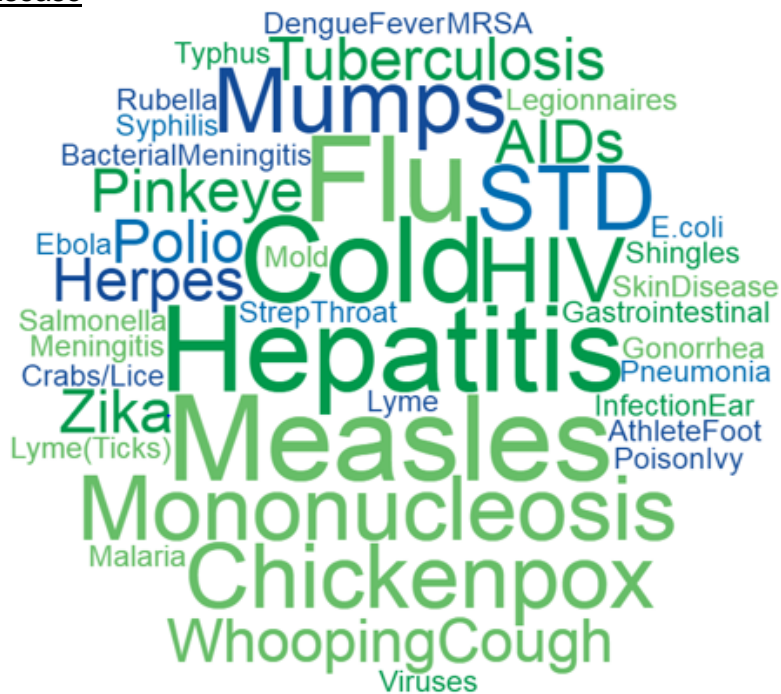 DengueFeverMRSA
Typhus Tuberculosis
Rubella Mumps Legionnaires
Syphilis AIDs
BacterialMeningitis Flu
Pinkeye STD
Ebola Polio Cold HIV E.coli
Mold Shingles
Herpes SkinDisease
Salmonella StrepThroat Gastrointestinal
Meningitis Hepatitis Gonorrhea
Crabs/Lice Pneumonia
Zika Lyme InfectionEar
Lyme(Ticks) Measles AthleteFoot
PoisonIvy
Mononucleosis
Malaria Chickenpox
WhoopingCough
Viruses